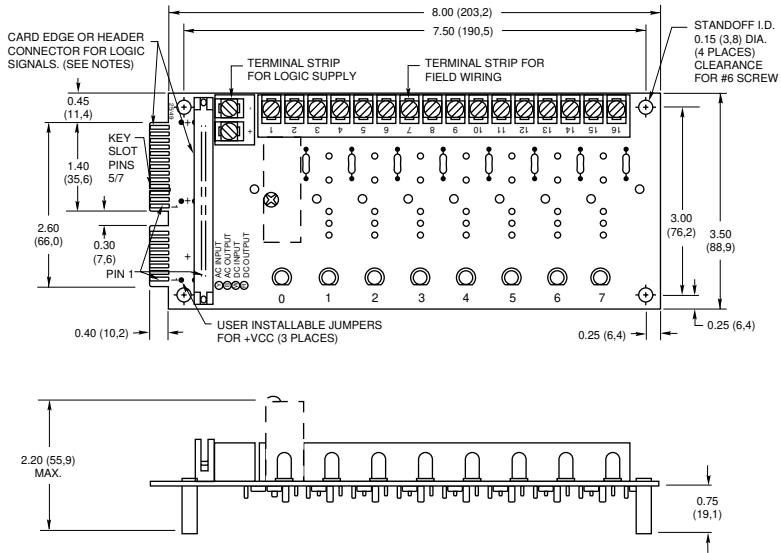 8.00 (203,2)
7.50 (190,5)
CARD EDGE OR HEADER
CONNECTOR FOR LOGIC
SIGNALS. (SEE NOTES)
TERMINAL STRIP
FOR LOGIC SUPPLY
TERMINAL STRIP FOR
FIELD WIRING
STANDOFF I.D.
0.15 (3,8) DIA.
(4 PLACES)
CLEARANCE
FOR #6 SCREW
0.45
(11,4)
KEY
SLOT
PINS
5/7
1.40
(35,6)
2.60
(66,0)
0.30
(7,6)
PIN 1
- +
1 2 3 4 5 6 7 8 9 10 11 12 13 14 15 16
3.00
(76,2)
3.50
(88,9)
AC INPUT
AC OUTPUT
DC INPUT
DC OUTPUT
0 1 2 3 4 5 6 7
0.40 (10,2)
USER INSTALLABLE JUMPERS
FOR +VCC (3 PLACES)
0.25 (6,4)
0.25 (6,4)
2.20 (55,9)
MAX.
0.75
(19,1)